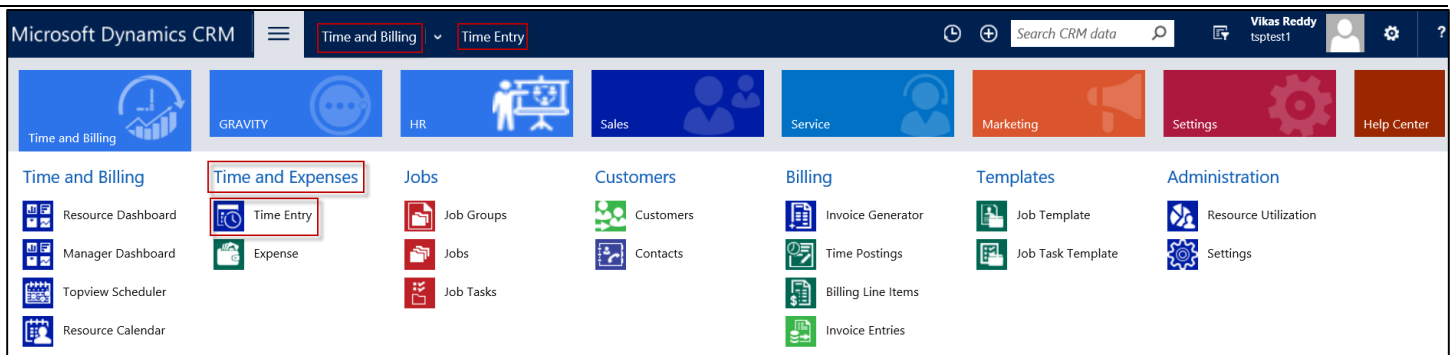 Microsoft Dynamics CRM
Time and Billing
Time Entry
Search CRM data
Vikas Reddy
tsptest1
?
Time and Billing
GRAVITY
HR
Sales
Service
Marketing
Settings
Help Center
Time and Billing
Resource Dashboard
Manager Dashboard
Topview Scheduler
Resource Calendar
Time and Expenses
Time Entry
Expense
Jobs
Job Groups
Jobs
Job Tasks
Customers
Customers
Contacts
Billing
Invoice Generator
Time Postings
Billing Line Items
Invoice Entries
Templates
Job Template
Job Task Template
Administration
Resource Utilization
Settings